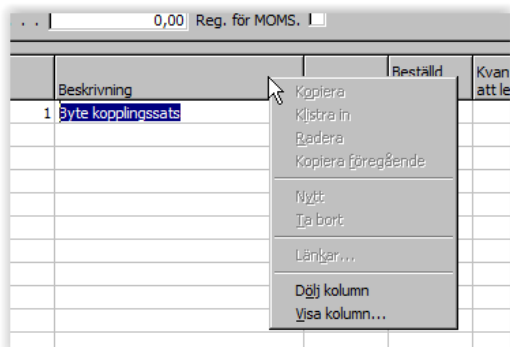 . . 0,00 Reg. för MOMS.
Beskrivning
Beställd
Kvan
att le
1 Byte kopplingssats
Kopiera
Klistra in
Radera
Kopiera föregående
Nytt
Ta bort
Länkar...
Dölj kolumn
Visa kolumn...